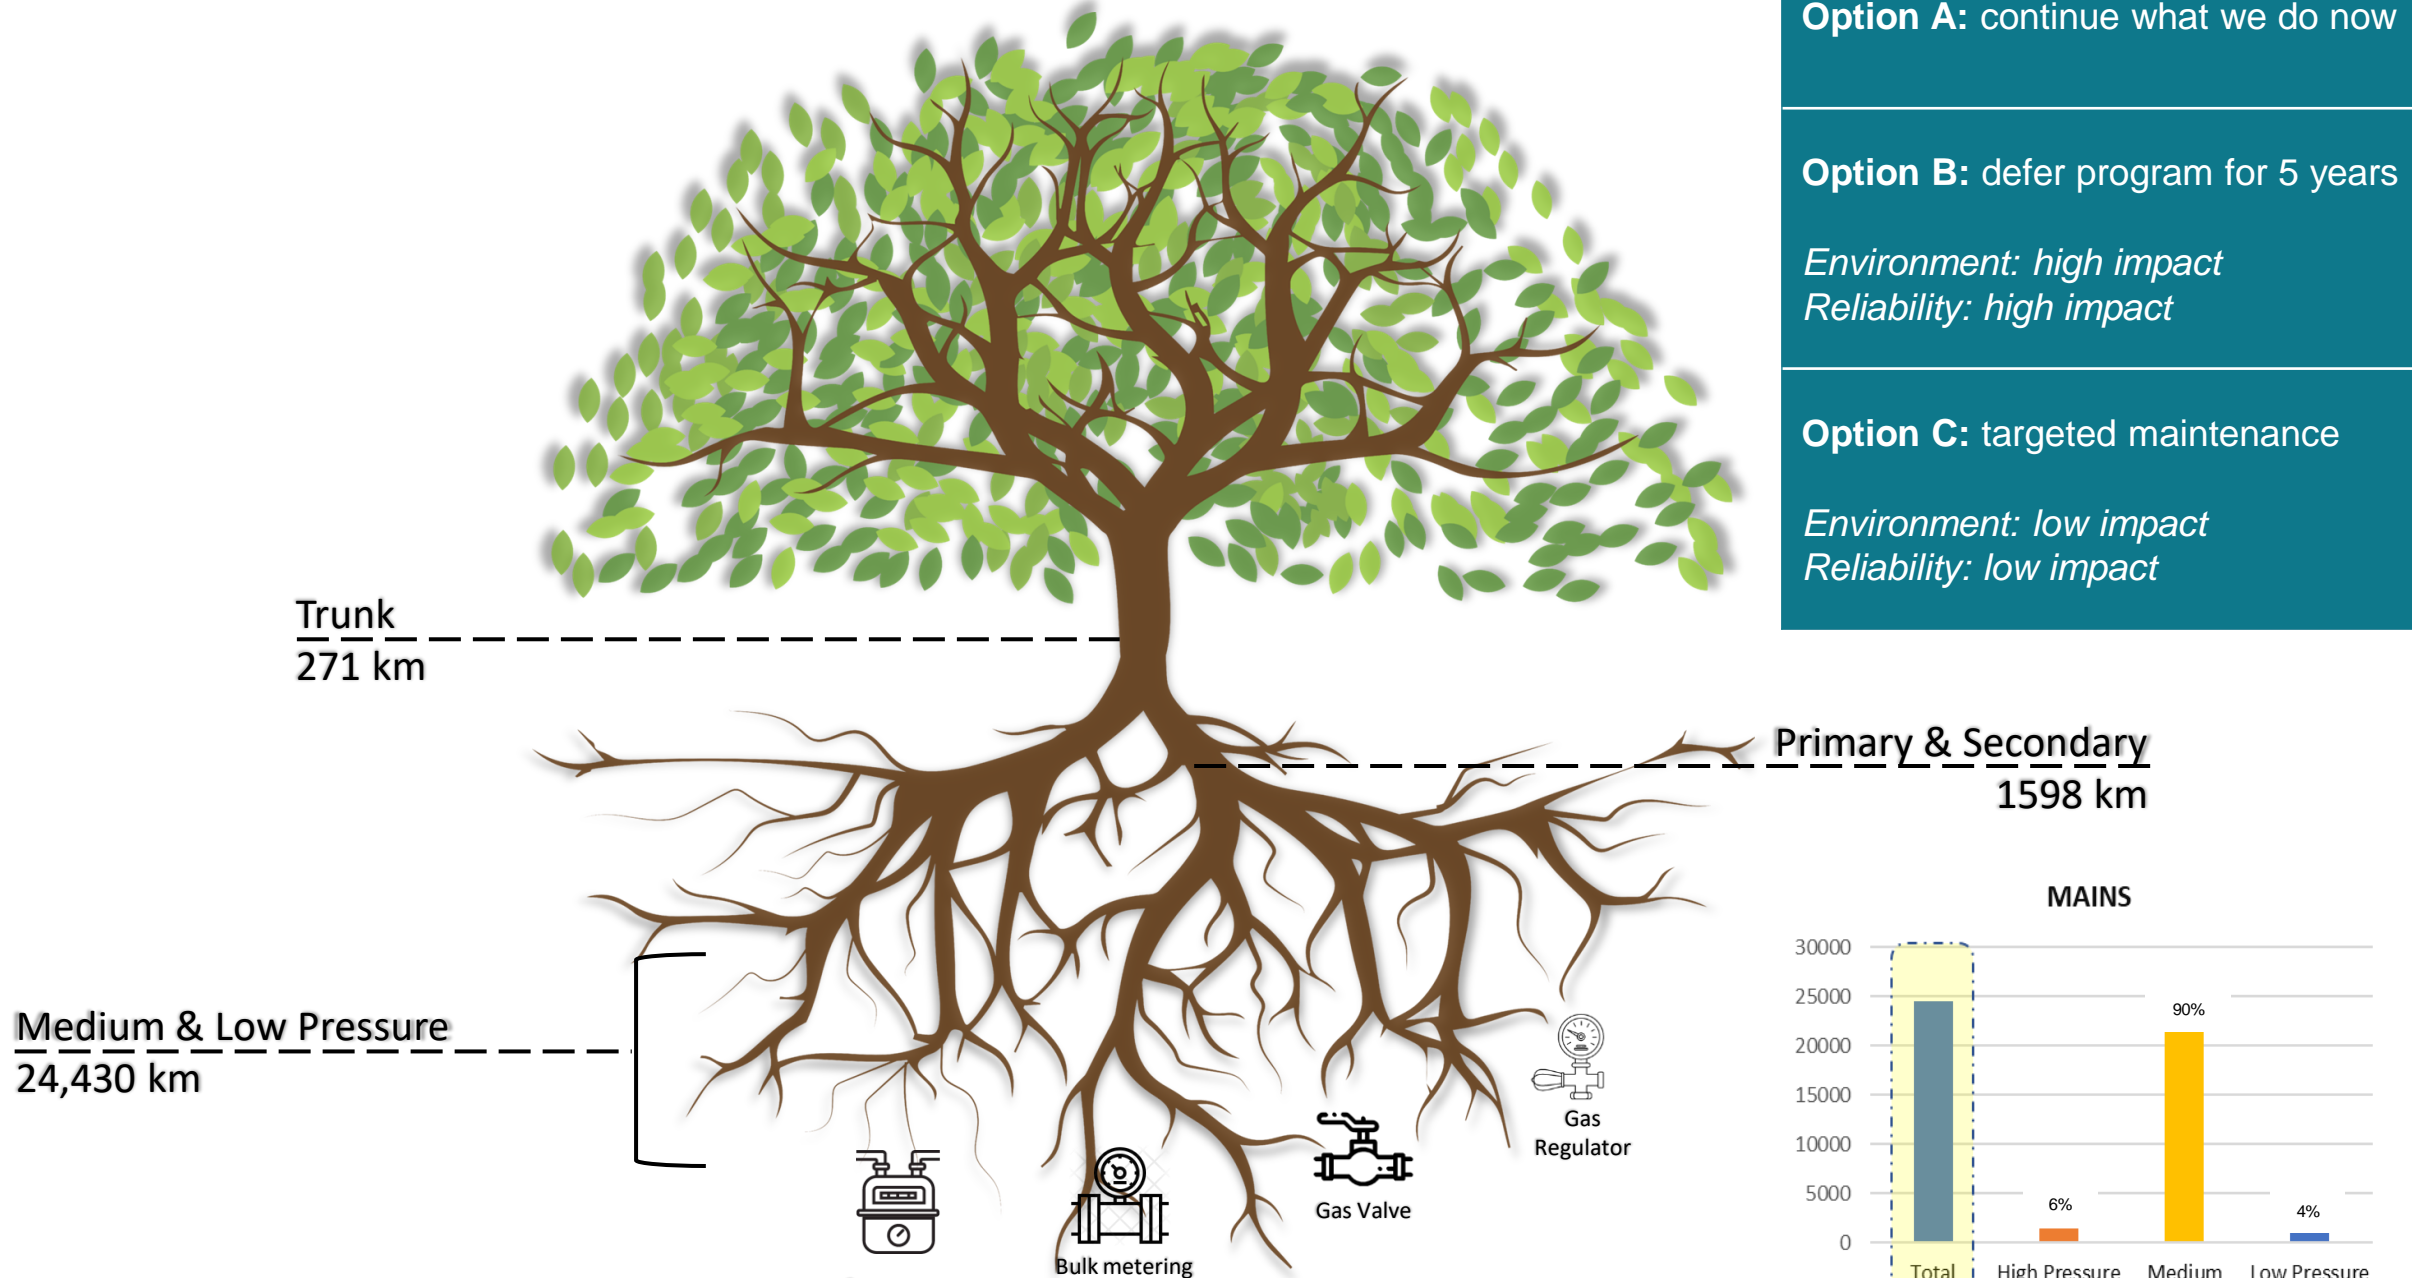 Option A: continue what we do now
Option B: defer program for 5 years
Environment: high impact
Reliability: high impact
Option C: targeted maintenance
Environment: low impact
Reliability: low impact
Trunk
271 km
Primary & Secondary
1598 km
Medium & Low Pressure
24,430 km
Gas
Regulator
Gas Valve
Bulk metering
MAINS
30000
25000
20000
15000
10000
5000
0
90%
6%
4%
Total
High Pressure
Medium
Low Pressure